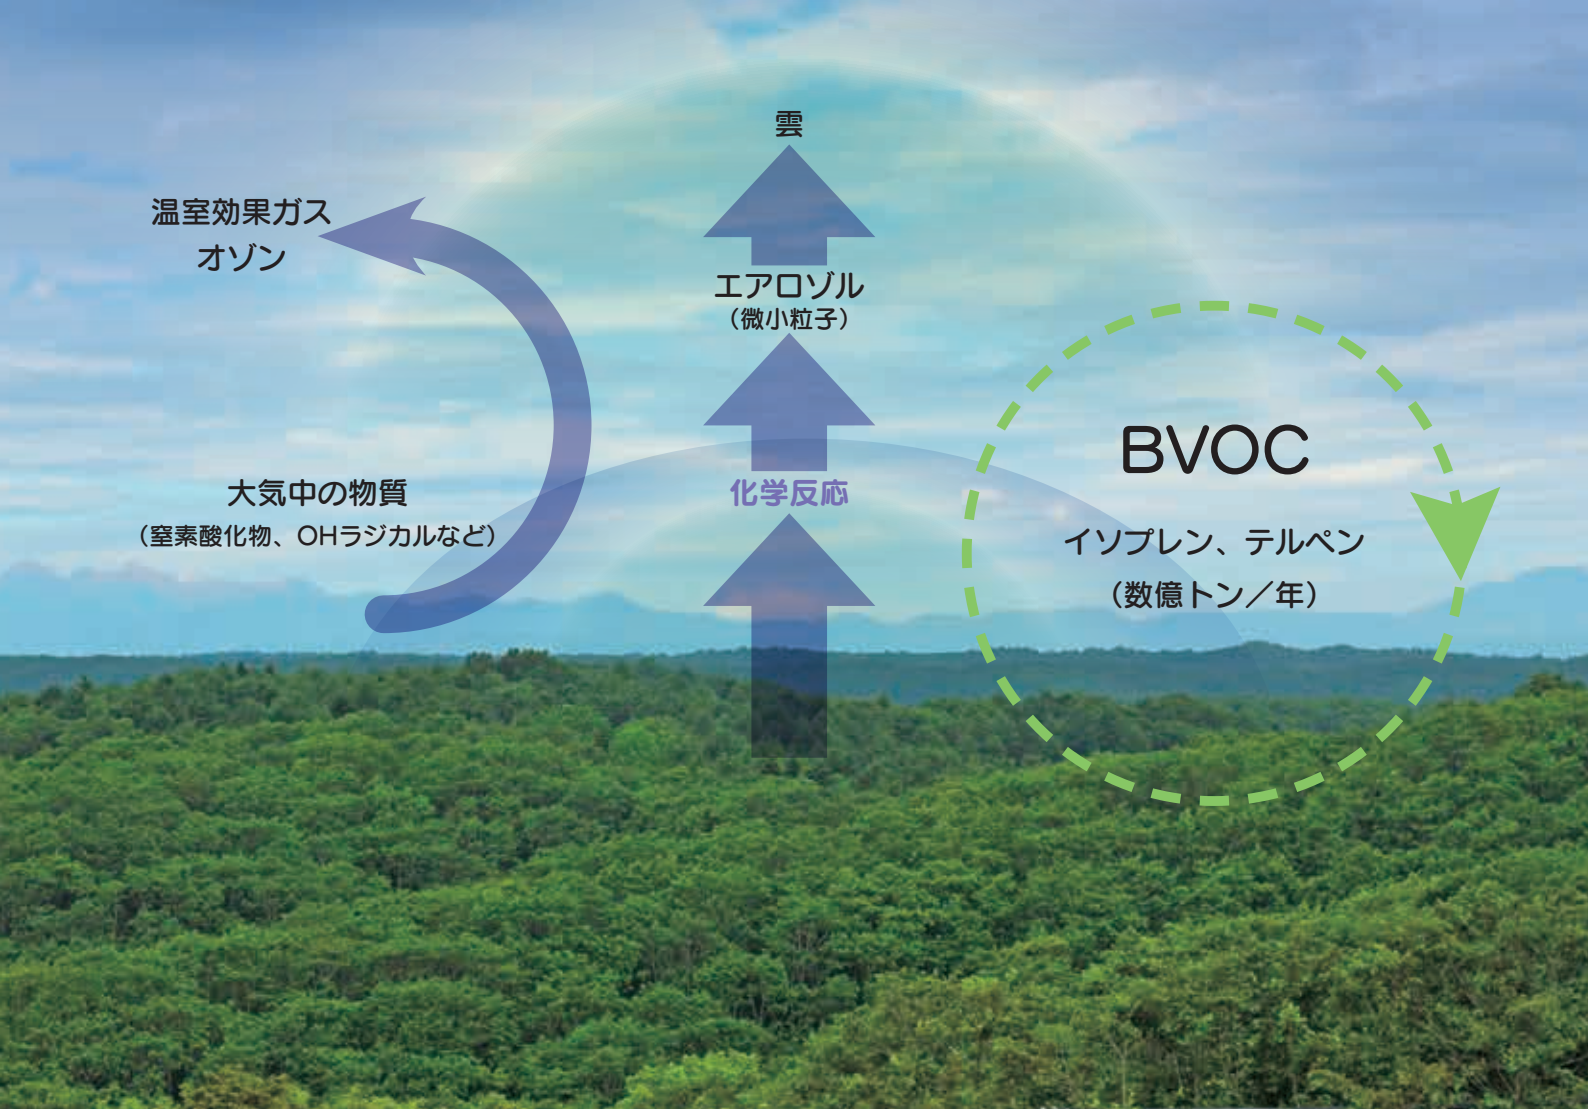 雲
温室効果ガス
オゾン
エアロゾル
（微小粒子）
BVOC
大気中の物質
（窒素酸化物、OHラジカルなど）
化学反応
イソプレン、テルペン
（数億トン／年）